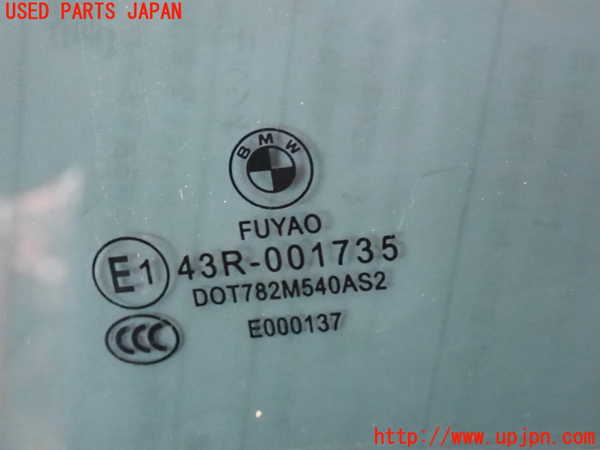 USED PARTS JAPAN
BMW
FUYAO
E1 43R-001735
DOT782M540AS2
CCC E000137
http://www.upjpn.com/